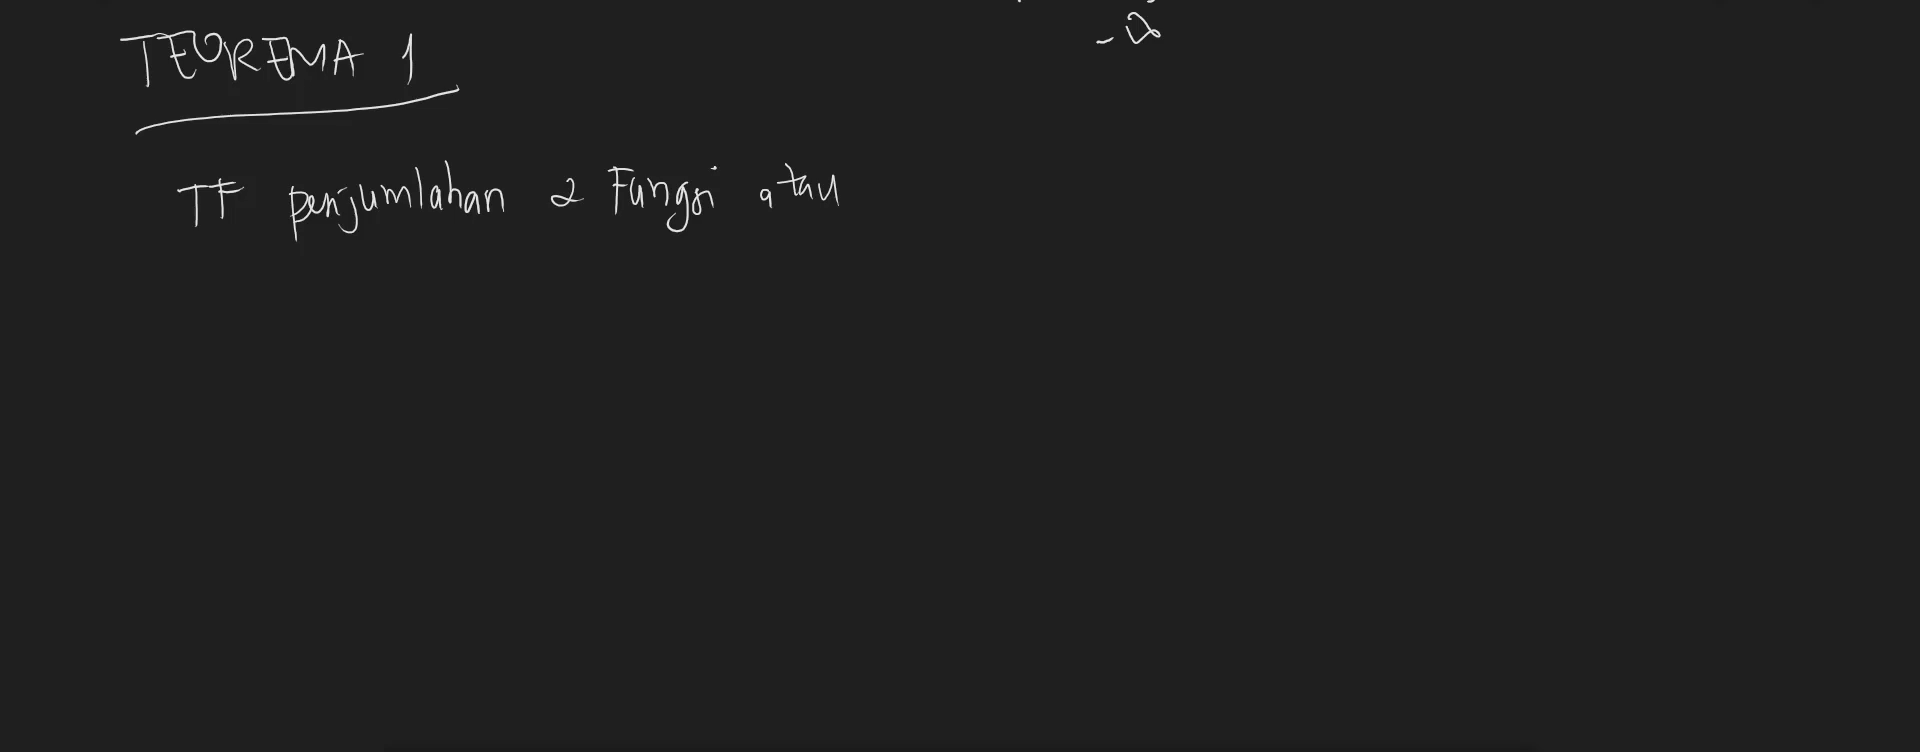 -∞
TEOREMA 1
TF penjumlahan 2 Fungsi atau